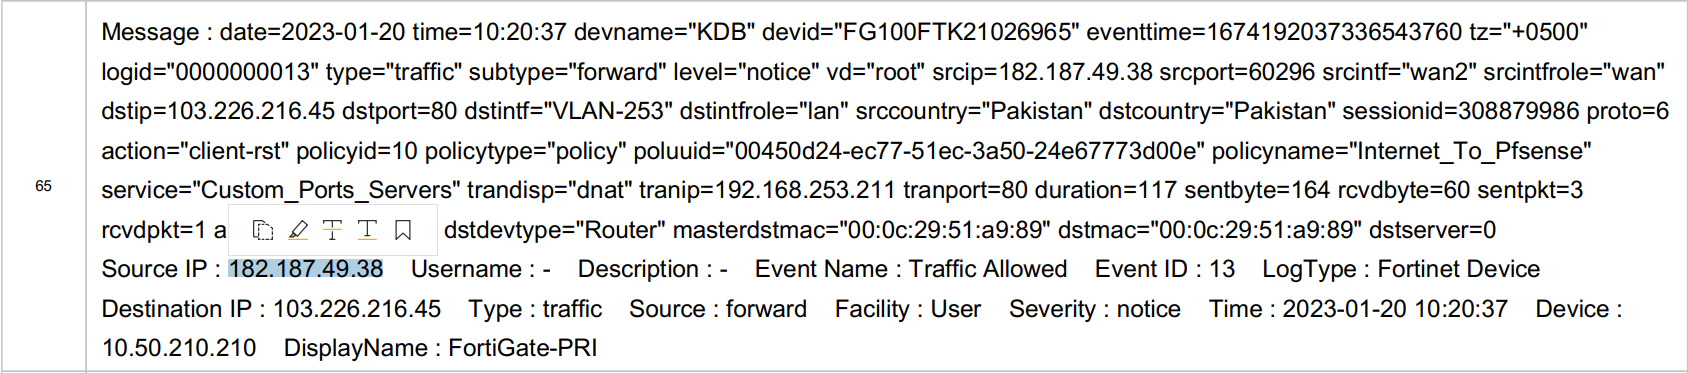 65
Message : date=2023-01-20 time=10:20:37 devname="KDB" devid="FG100FTK21026965" eventtime=1674192037336543760 tz="+0500"
logid="0000000013" type="traffic" subtype="forward" level="notice" vd="root" srcip=182.187.49.38 srcport=60296 srcintf="wan2" srcintfrole="wan"
dstip=103.226.216.45 dstport=80 dstintf="VLAN-253" dstintfrole="lan" srccountry="Pakistan" dstcountry="Pakistan" sessionid=308879986 proto=6
action="client-rst" policyid=10 policytype="policy" poluuid="00450d24-ec77-51ec-3a50-24e67773d00e" policyname="Internet_To_Pfsense"
service="Custom_Ports_Servers" trandisp="dnat" tranip=192.168.253.211 tranport=80 duration=117 sentbyte=164 rcvdbyte=60 sentpkt=3
rcvdpkt=1 a dstdevtype="Router" masterdstmac="00:0c:29:51:a9:89" dstmac="00:0c:29:51:a9:89" dstserver=0
Source IP : 182.187.49.38 Username : - Description : - Event Name : Traffic Allowed Event ID : 13 LogType : Fortinet Device
Destination IP : 103.226.216.45 Type : traffic Source : forward Facility : User Severity : notice Time : 2023-01-20 10:20:37 Device :
10.50.210.210 DisplayName : FortiGate-PRI